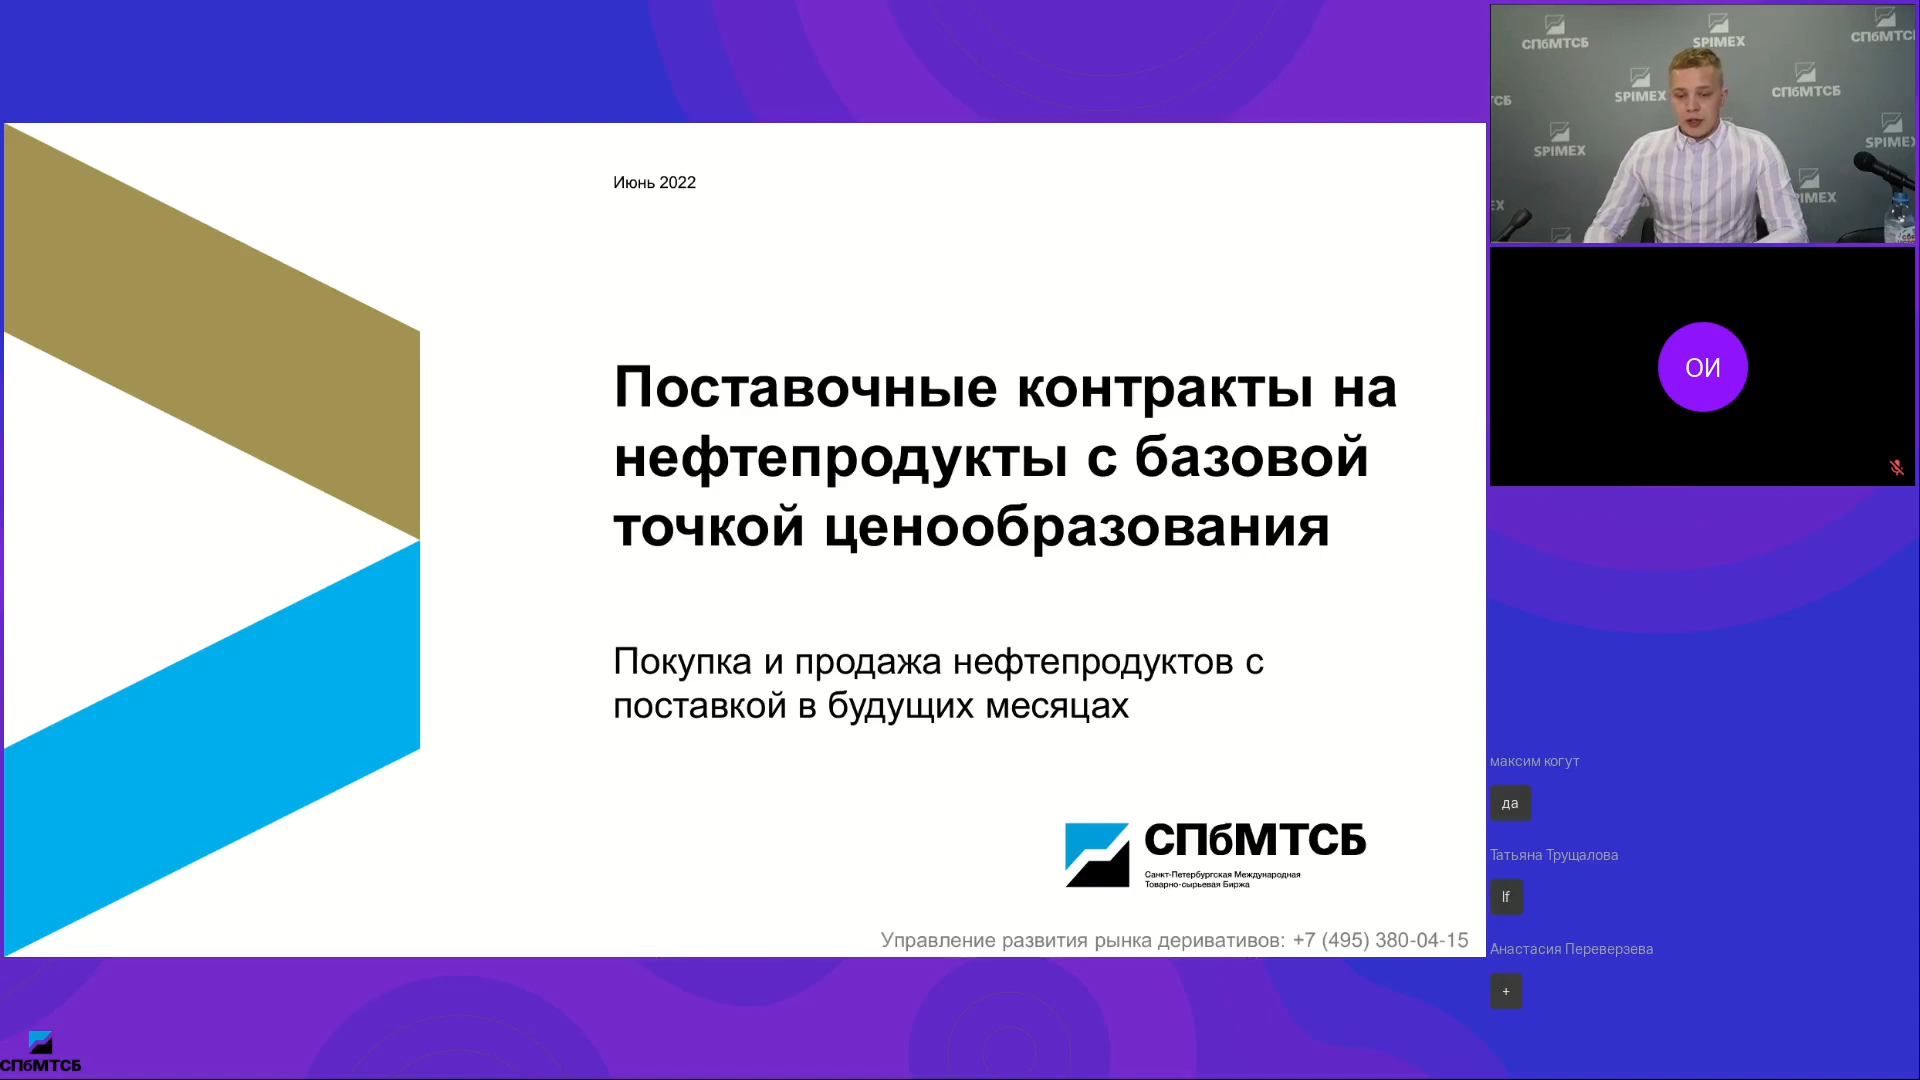 Июнь 2022
Поставочные контракты на
нефтепродукты с базовой
точкой ценообразования
Покупка и продажа нефтепродуктов с
поставкой в будущих месяцах
СПбМТСБ
Санкт-Петербургская Международная
Товарно-сырьевая Биржа
Управление развития рынка деривативов: +7 (495) 380-04-15
СПбМТСБ
СПбМТСБ
SPIMEX
СПбМТСБ
SPIMEX
СПбМТСБ
SPIMEX
SPIMEX
ОИ
максим когут
да
Татьяна Трущалова
lf
Анастасия Переверзева
+